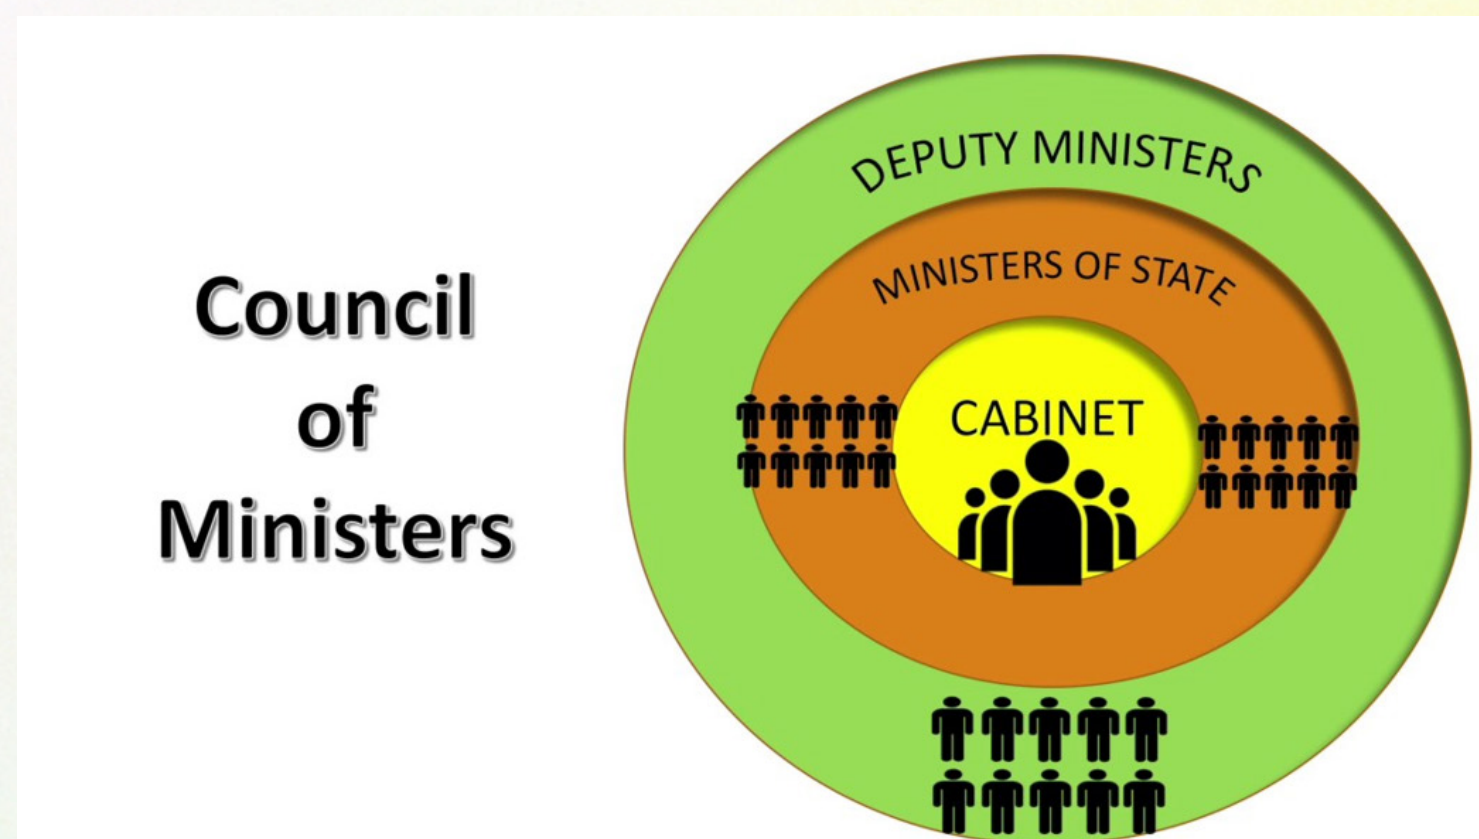 Council
of
Ministers
DEPUTY MINISTERS
MINISTERS OF STATE
CABINET